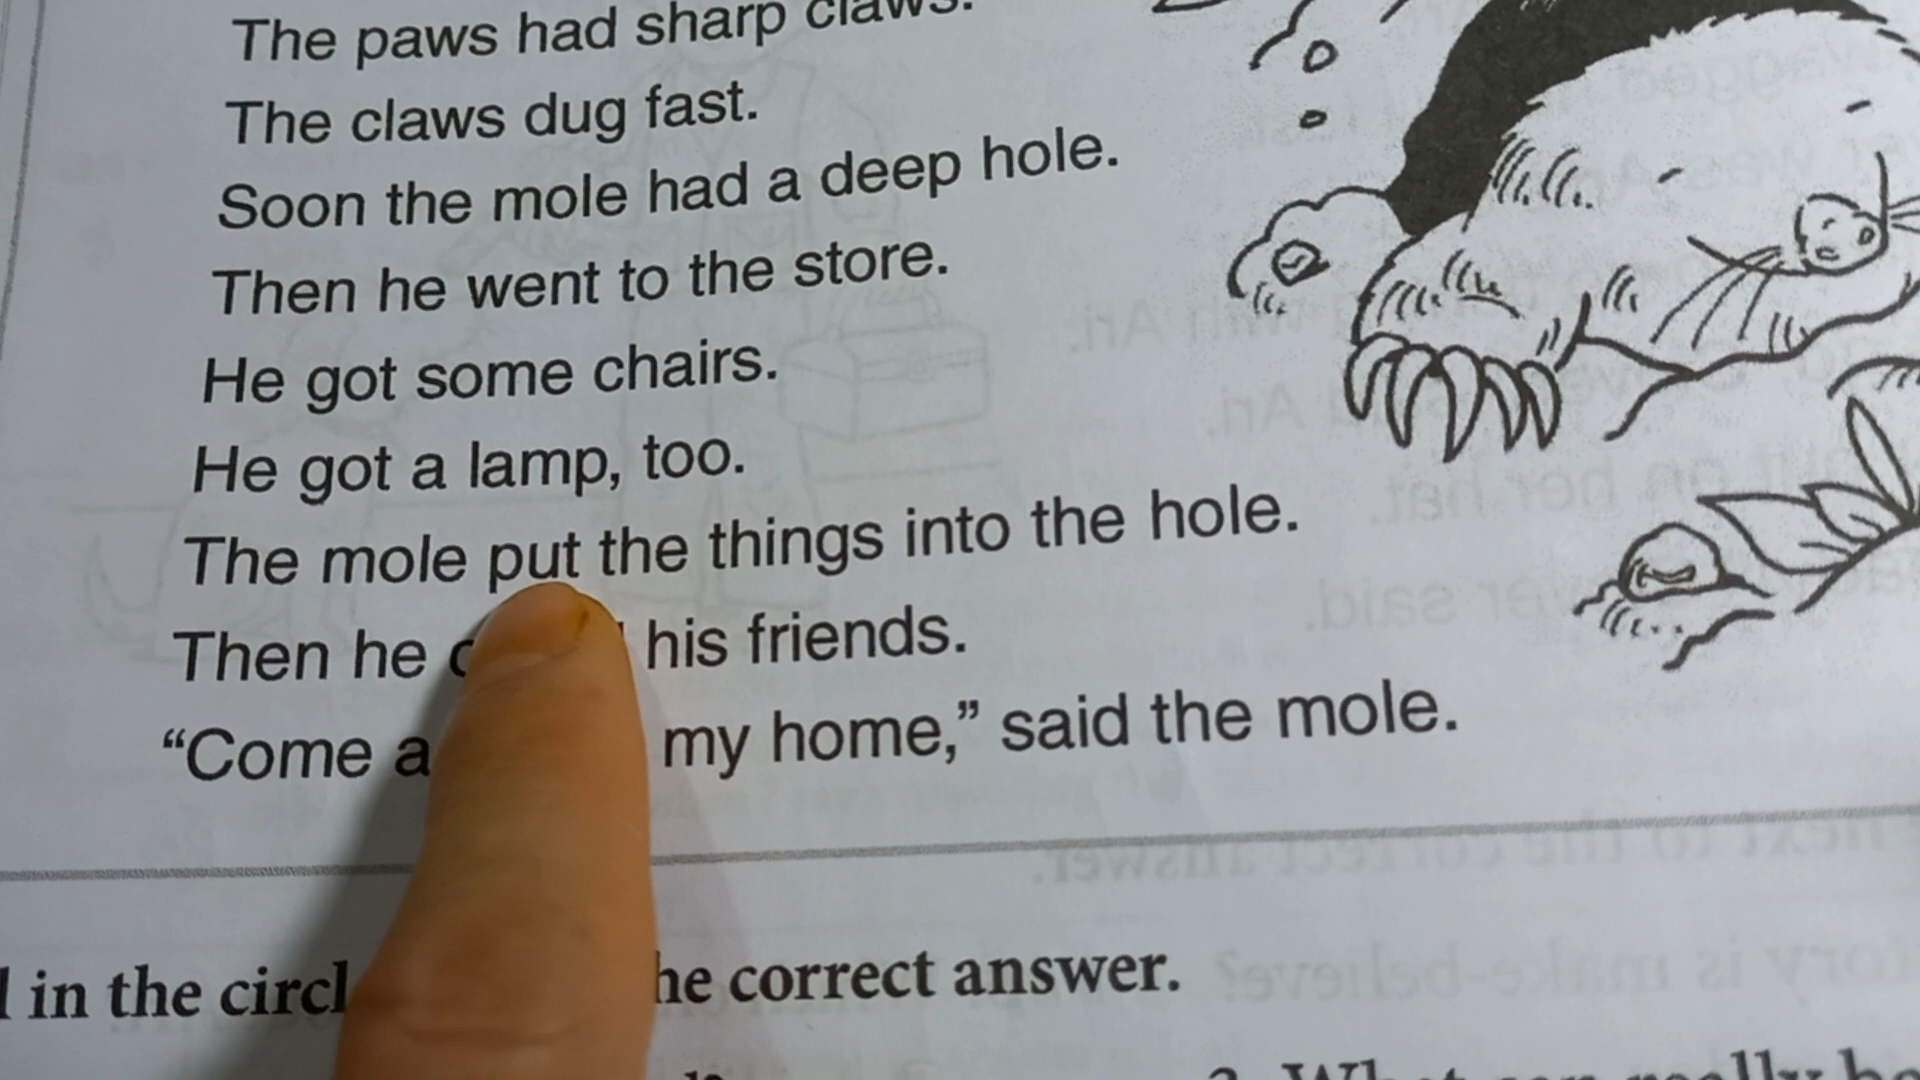 The paws had sharp claws.
The claws dug fast.
Soon the mole had a deep hole.
Then he went to the store.
He got some chairs.
He got a lamp, too.
The mole put the things into the hole.
Then he his friends.
“Come my home,” said the mole.
in the correct answer.